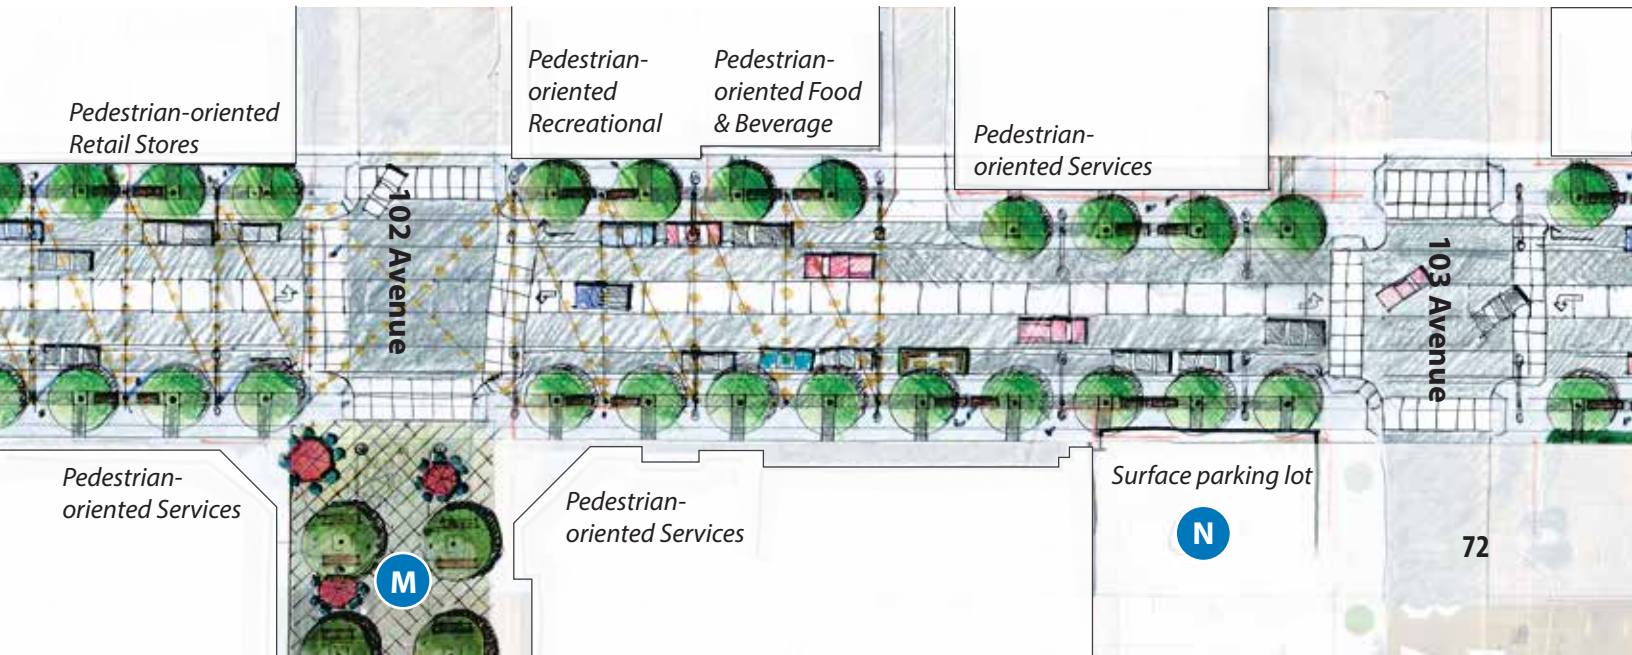 Pedestrian-oriented
Retail Stores
Pedestrian-
oriented
Recreational
Pedestrian-
oriented Food
& Beverage
Pedestrian-
oriented Services
102 Avenue
103 Avenue
Pedestrian-
oriented Services
M
Pedestrian-
oriented Services
Surface parking lot
N
72